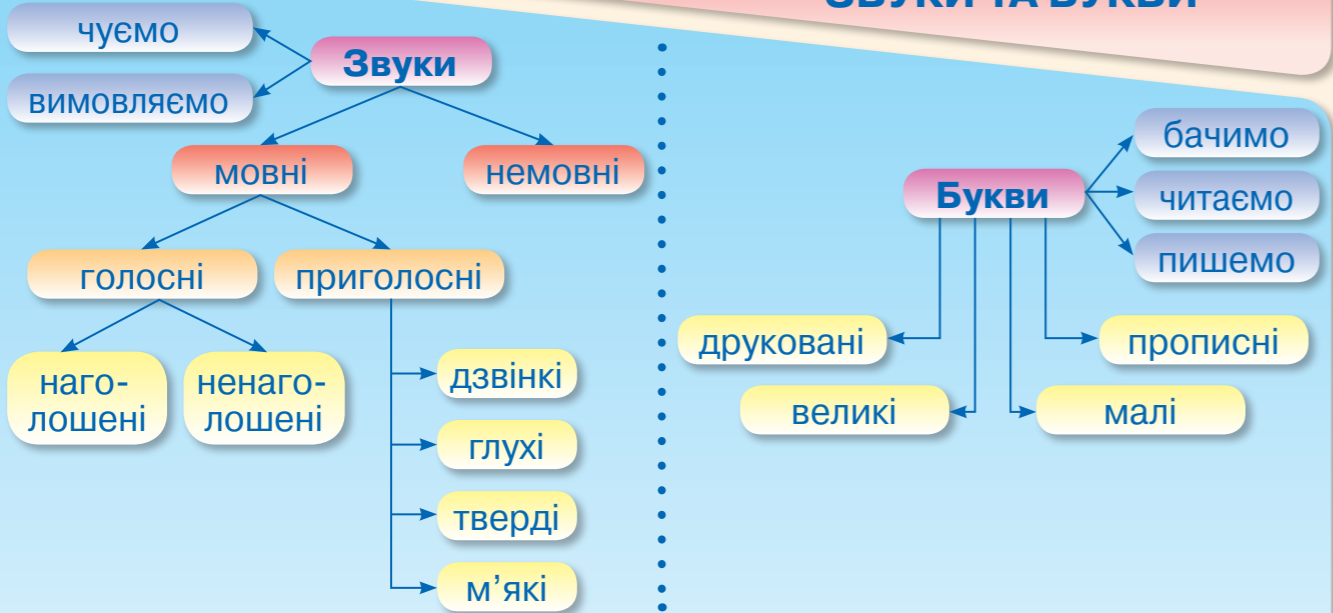 ЗВУКИ ТА БУКВИ
чуємо
вимовляємо
Звуки
мовні
немовні
голосні
приголосні
наго-
лошені
ненаго-
лошені
дзвінкі
глухі
тверді
м’які
Букви
бачимо
читаємо
пишемо
друковані
прописні
великі
малі